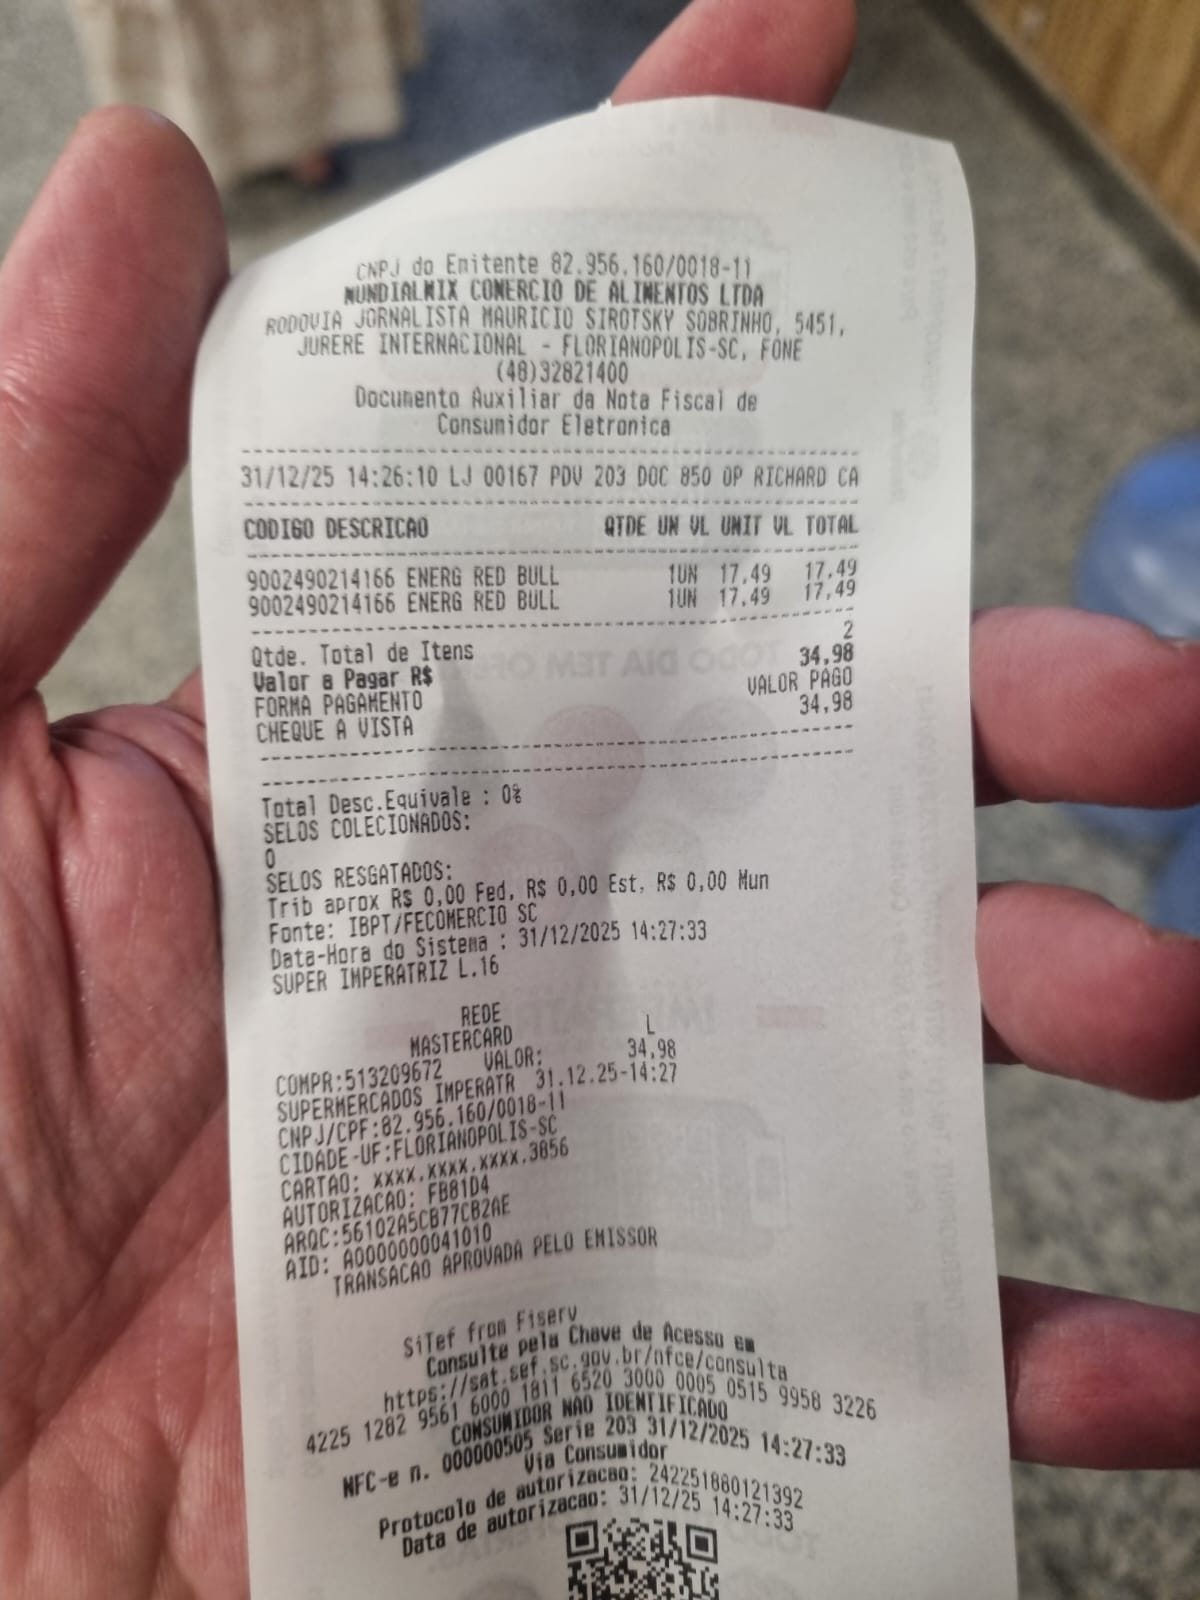 CNPJ do Emitente 82.956.160/0018-11
MUNDIALMIX COMERCIO DE ALIMENTOS LTDA
RODOVIA JORNALISTA MAURICIO SIROTSKY SOBRINHO, 5451,
JURERE INTERNACIONAL - FLORIANOPOLIS-SC, FONE
(48)32821400
Documento Auxiliar da Nota Fiscal de
Consumidor Eletronica
31/12/25 14:26:10 LJ 00167 PDV 203 DOC 850 OP RICHARD CA
CODIGO DESCRICAO QTDE UN VL UNIT VL TOTAL
9002490214166 ENERG RED BULL 1UN 17,49 17,49
9002490214166 ENERG RED BULL 1UN 17,49 17,49
Qtde. Total de Itens 2
Valor a Pagar R$ 34,98
FORMA PAGAMENTO VALOR PAGO
CHEQUE A VISTA 34,98
Total Desc.Equivale : 0%
SELOS COLECIONADOS:
0
SELOS RESGATADOS:
Trib aprox R$ 0,00 Fed, R$ 0,00 Est, R$ 0,00 Mun
Fonte: IBPT/FECOMERCIO SC
Data-Hora do Sistema : 31/12/2025 14:27:33
SUPER IMPERATRIZ L.16
REDE
MASTERCARD L
COMPR:513209672 VALOR: 34,98
SUPERMERCADOS IMPERATR 31.12.25-14:27
CNPJ/CPF:82.956.160/0018-11
CIDADE-UF:FLORIANOPOLIS-SC
CARTAO: xxxx.xxxx.xxxx.3856
AUTORIZACAO: FB81D4
ARQC:56102A5CB77CB2AE
AID: A0000000041010
TRANSACAO APROVADA PELO EMISSOR
SiTef from Fiserv
Consulte pela Chave de Acesso em
https://sat.sef.sc.gov.br/nfce/consulta
4225 1282 9561 6000 1811 6520 3000 0005 0515 9958 3226
CONSUMIDOR NAO IDENTIFICADO
NFC-e n. 000000505 Serie 203 31/12/2025 14:27:33
Via Consumidor
Protocolo de autorizacao: 242251880121392
Data de autorizacao: 31/12/25 14:27:33